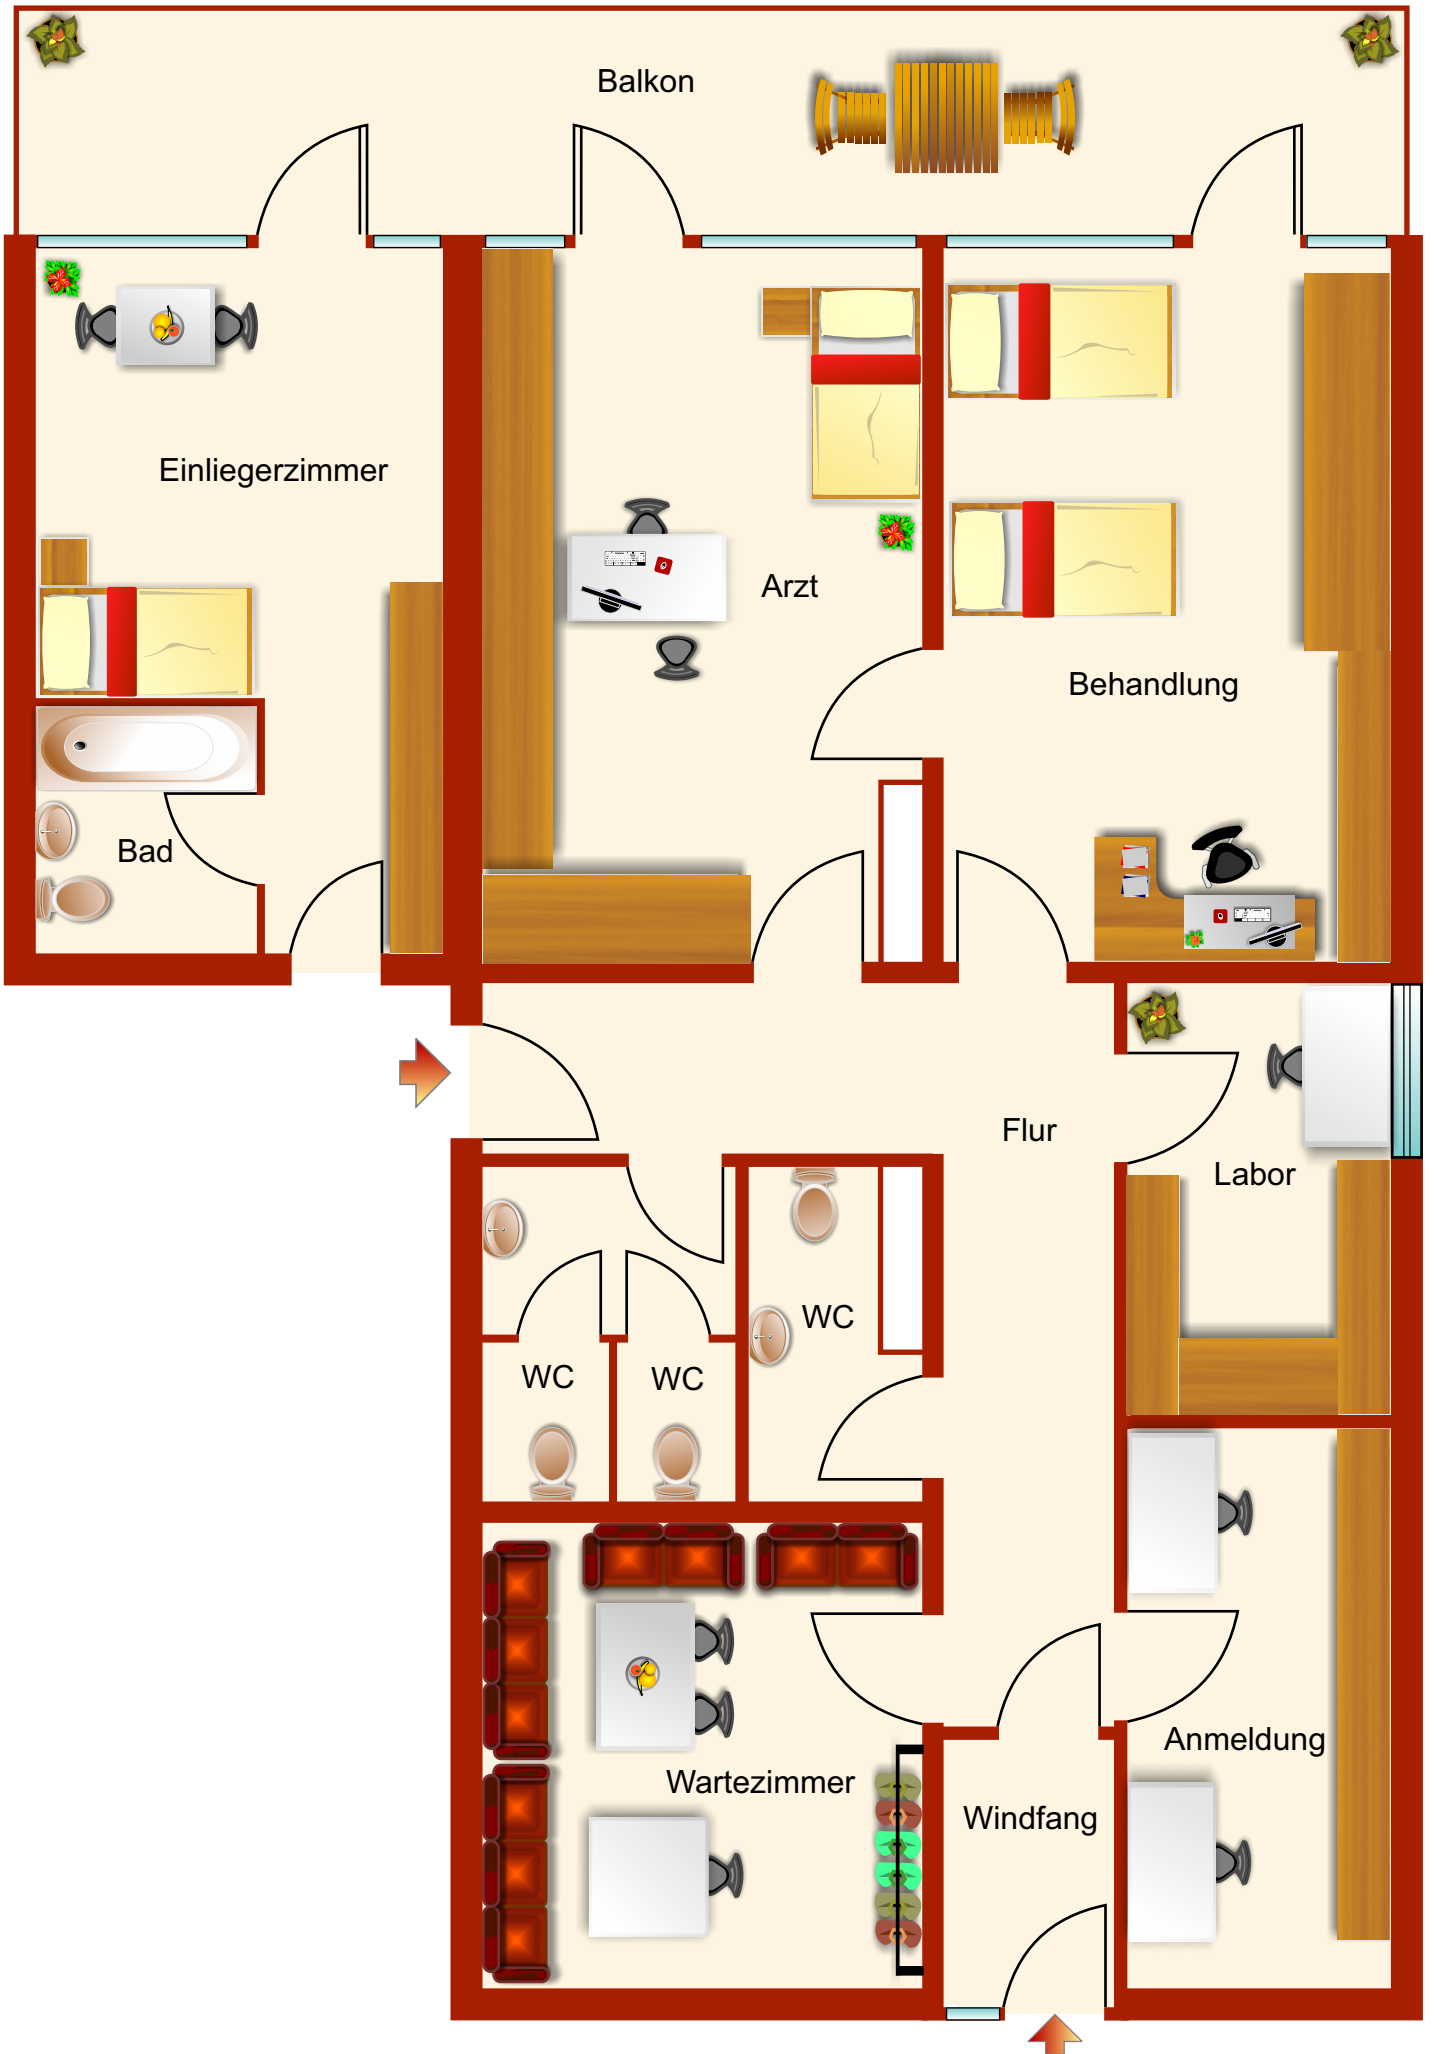 Balkon
Einliegerzimmer
Arzt
Behandlung
Bad
Flur
Labor
WC
WC
WC
Anmeldung
Wartezimmer
Windfang